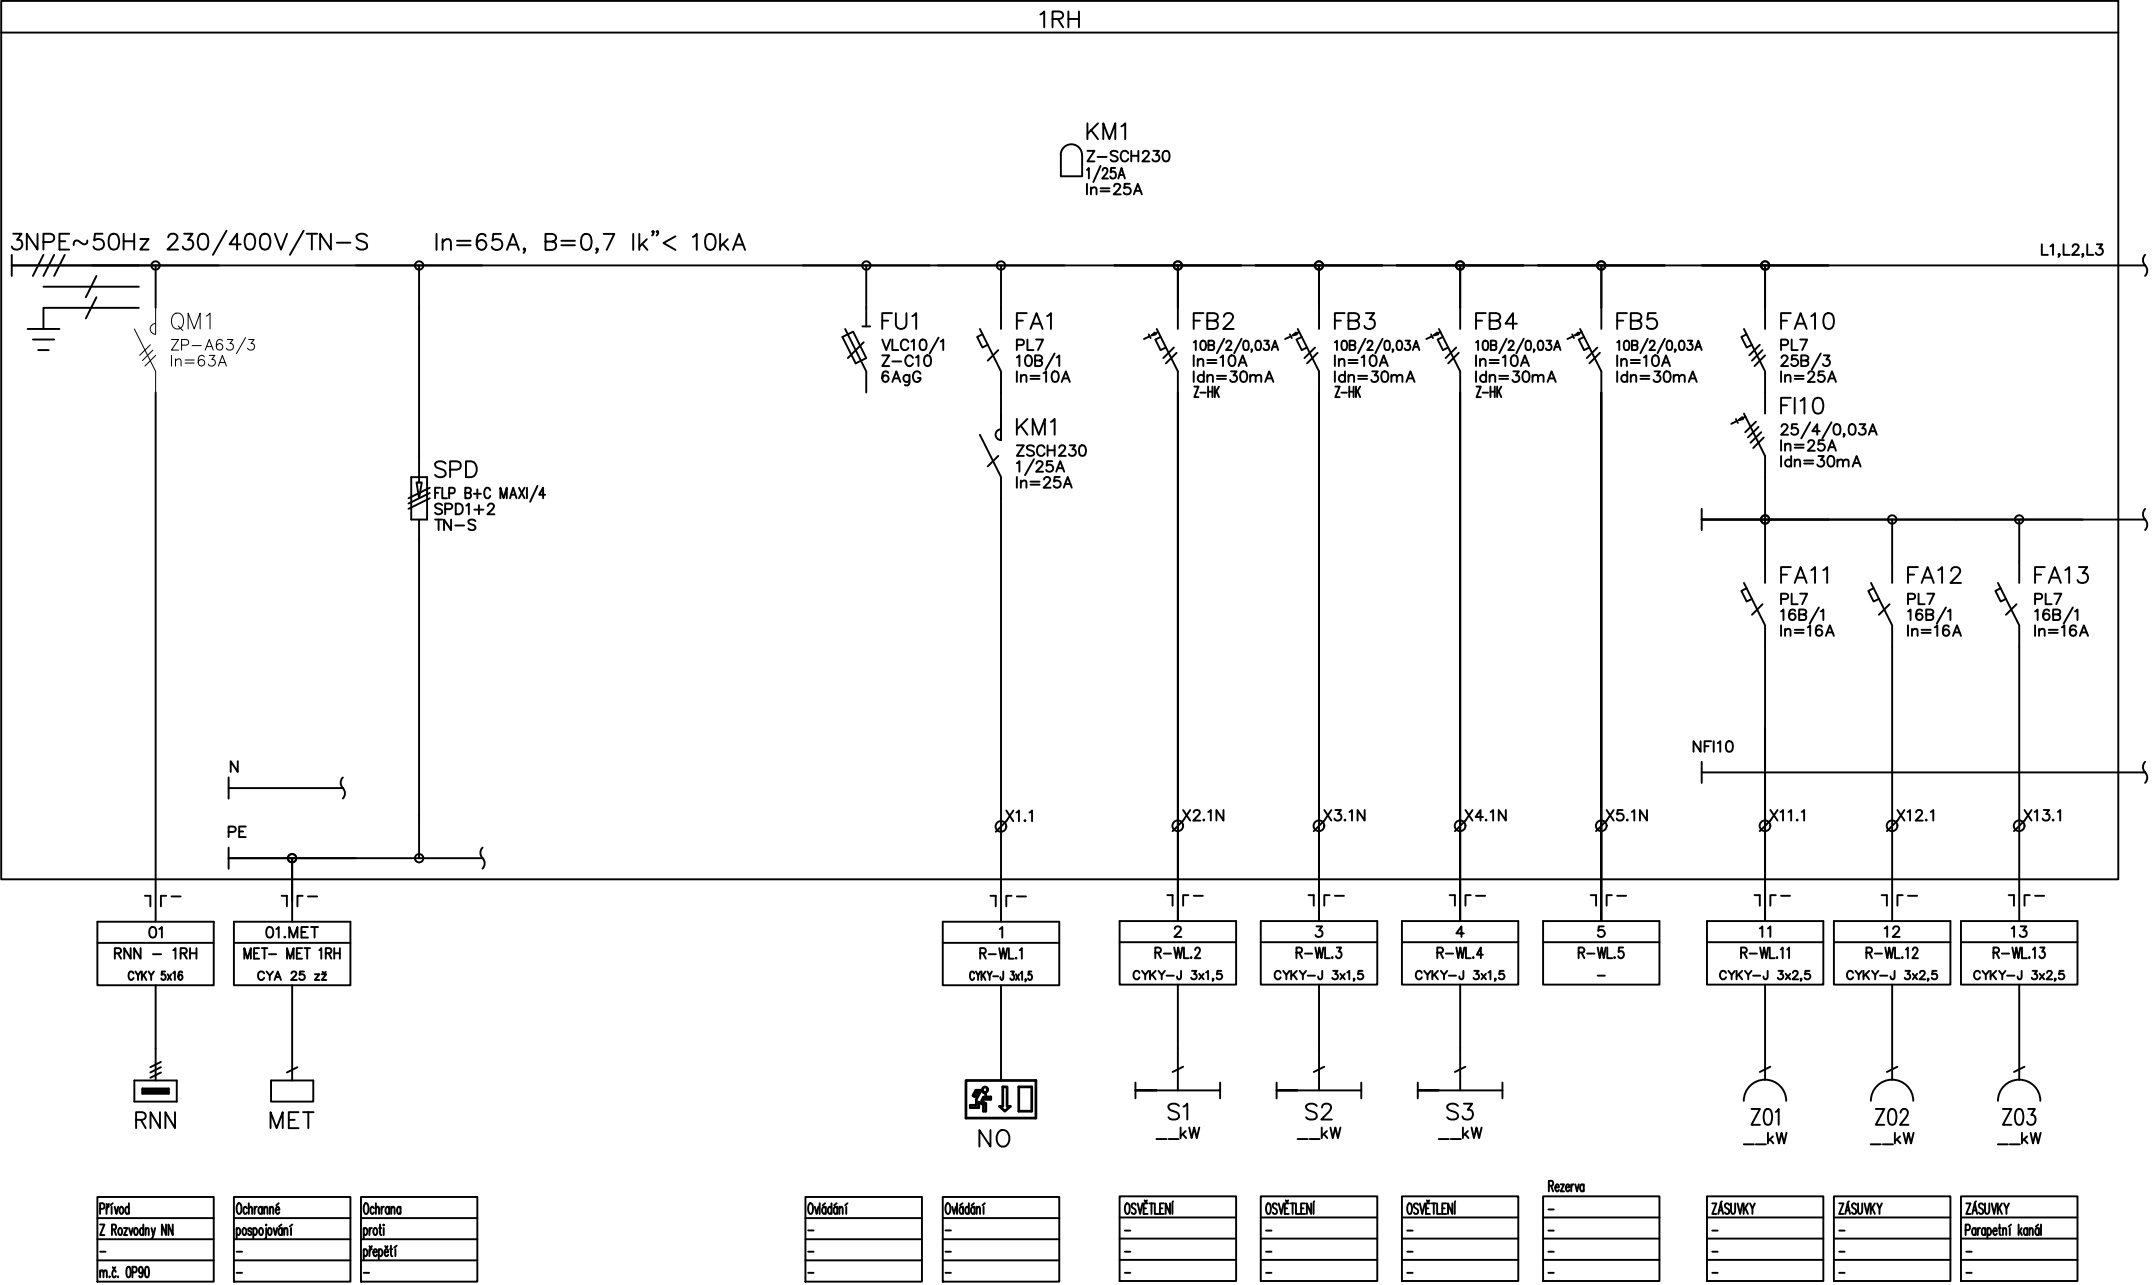 1RH
KM1
Z-SCH230
1/25A
In=25A
3NPE~50Hz 230/400V/TN-S
In=65A, B=0,7 Ik"< 10kA
L1,L2,L3
QM1
ZP-A63/3
In=63A
FU1
VLC10/1
Z-C10
6AgG
FA1
PL7
10B/1
In=10A
FB2
10B/2/0,03A
In=10A
Idn=30mA
Z-HK
FB3
10B/2/0,03A
In=10A
Idn=30mA
Z-HK
FB4
10B/2/0,03A
In=10A
Idn=30mA
Z-HK
FB5
10B/2/0,03A
In=10A
Idn=30mA
FA10
PL7
25B/3
In=25A
FI10
25/4/0,03A
In=25A
Idn=30mA
KM1
ZSCH230
1/25A
In=25A
SPD
FLP B+C MAXI/4
SPD1+2
TN-S
FA11
PL7
16B/1
In=16A
FA12
PL7
16B/1
In=16A
FA13
PL7
16B/1
In=16A
NFI10
N
PE
X1.1
X2.1N
X3.1N
X4.1N
X5.1N
X11.1
X12.1
X13.1
01
RNN - 1RH
CYKY 5x16
01.MET
MET- MET 1RH
CYA 25 zž
1
R-WL.1
CYKY-J 3x1,5
2
R-WL.2
CYKY-J 3x1,5
3
R-WL.3
CYKY-J 3x1,5
4
R-WL.4
CYKY-J 3x1,5
5
R-WL.5
-
11
R-WL.11
CYKY-J 3x2,5
12
R-WL.12
CYKY-J 3x2,5
13
R-WL.13
CYKY-J 3x2,5
RNN
MET
NO
S1
__kW
S2
__kW
S3
__kW
Z01
__kW
Z02
__kW
Z03
__kW
Přívod
Z Rozvodny NN
-
m.č. 0P90
Ochranné
pospojování
-
-
Ochrana
proti
přepětí
-
Ovládání
-
-
-
Ovládání
-
-
-
OSVĚTLENÍ
-
-
-
OSVĚTLENÍ
-
-
-
OSVĚTLENÍ
-
-
-
Rezerva
-
-
-
-
ZÁSUVKY
-
-
-
ZÁSUVKY
-
-
-
ZÁSUVKY
Parapetní kanál
-
-